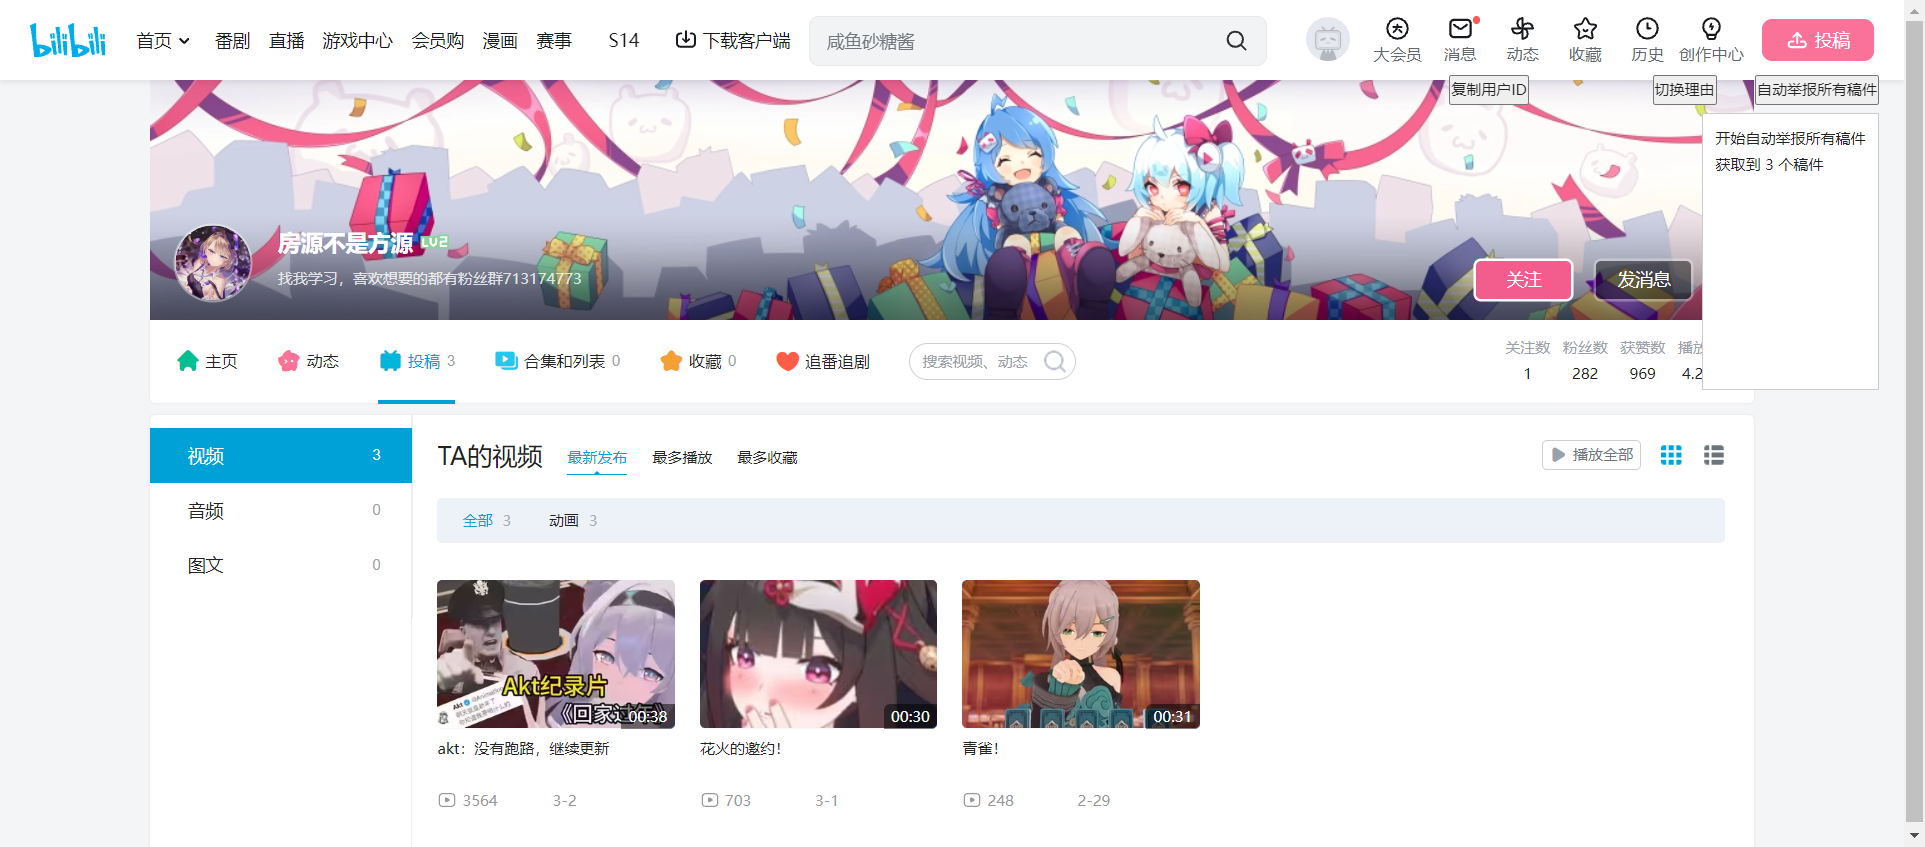 bilibili 首页 番剧 直播 游戏中心 会员购 漫画 赛事 S14 下载客户端 咸鱼砂糖酱 大会员 消息 动态 收藏 历史 创作中心 投稿
复制用户ID 切换理由 自动举报所有稿件
开始自动举报所有稿件
获取到 3 个稿件
房源不是方源 LV2
找我学习，喜欢想要的都有粉丝群713174773
关注 发消息
主页 动态 投稿 3 合集和列表 0 收藏 0 追番追剧 搜索视频、动态
关注数 粉丝数 获赞数 播放
1 282 969 4.2
视频 3
音频 0
图文 0
TA的视频 最新发布 最多播放 最多收藏 播放全部
全部 3 动画 3
Akt纪录片
《回家过年》
00:38
00:30
00:31
akt：没有跑路，继续更新
3564 3-2
花火的邀约！
703 3-1
青雀！
248 2-29